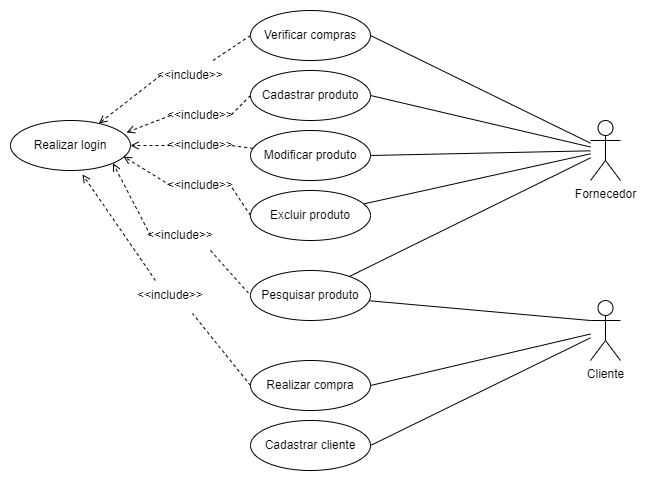 Verificar compras
<<include>>
Cadastrar produto
<<include>>
Realizar login
<<include>>
Modificar produto
<<include>>
Fornecedor
Excluir produto
<<include>>
Pesquisar produto
<<include>>
Cliente
Realizar compra
Cadastrar cliente